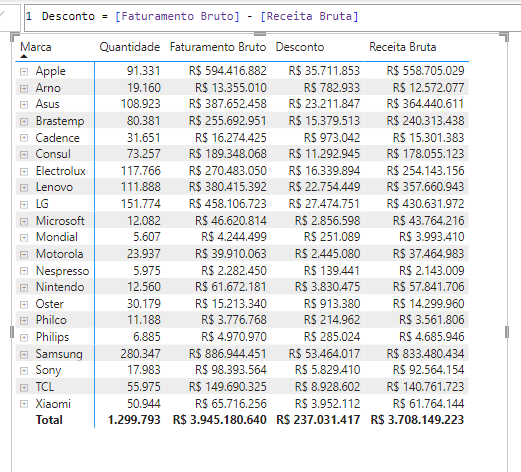 1 Desconto = [Faturamento Bruto] - [Receita Bruta]
Marca Quantidade Faturamento Bruto Desconto Receita Bruta
Apple 91.331 R$ 594.416.882 R$ 35.711.853 R$ 558.705.029
Arno 19.160 R$ 13.355.010 R$ 782.933 R$ 12.572.077
Asus 108.923 R$ 387.652.458 R$ 23.211.847 R$ 364.440.611
Brastemp 80.381 R$ 255.692.951 R$ 15.379.513 R$ 240.313.438
Cadence 31.651 R$ 16.274.425 R$ 973.042 R$ 15.301.383
Consul 73.257 R$ 189.348.068 R$ 11.292.945 R$ 178.055.123
Electrolux 117.766 R$ 270.483.050 R$ 16.339.894 R$ 254.143.156
Lenovo 111.888 R$ 380.415.392 R$ 22.754.449 R$ 357.660.943
LG 151.774 R$ 458.106.723 R$ 27.474.751 R$ 430.631.972
Microsoft 12.082 R$ 46.620.814 R$ 2.856.598 R$ 43.764.216
Mondial 5.607 R$ 4.244.499 R$ 251.089 R$ 3.993.410
Motorola 23.937 R$ 39.910.063 R$ 2.445.080 R$ 37.464.983
Nespresso 5.975 R$ 2.282.450 R$ 139.441 R$ 2.143.009
Nintendo 12.560 R$ 61.672.181 R$ 3.830.475 R$ 57.841.706
Oster 30.179 R$ 15.213.340 R$ 913.380 R$ 14.299.960
Philco 11.188 R$ 3.776.768 R$ 214.962 R$ 3.561.806
Philips 6.885 R$ 4.970.970 R$ 285.024 R$ 4.685.946
Samsung 280.347 R$ 886.944.451 R$ 53.464.017 R$ 833.480.434
Sony 17.983 R$ 98.393.564 R$ 5.829.410 R$ 92.564.154
TCL 55.975 R$ 149.690.325 R$ 8.928.602 R$ 140.761.723
Xiaomi 50.944 R$ 65.716.256 R$ 3.952.112 R$ 61.764.144
Total 1.299.793 R$ 3.945.180.640 R$ 237.031.417 R$ 3.708.149.223